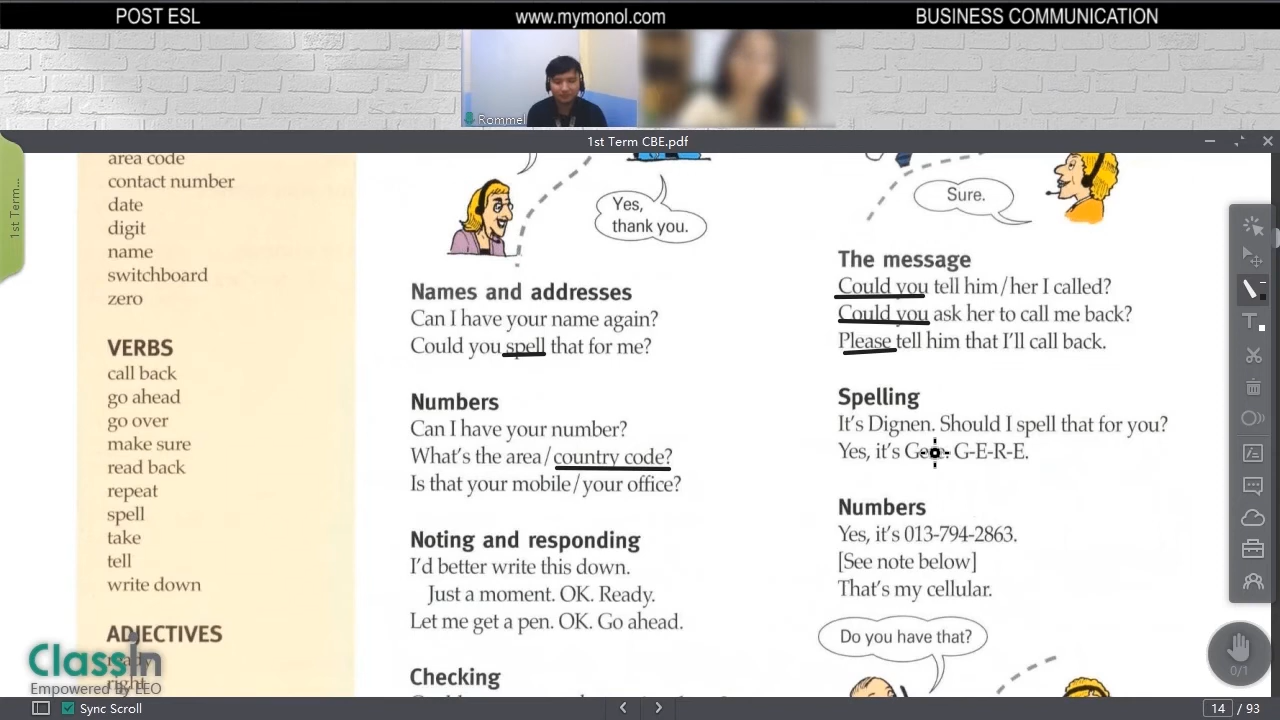 POST ESL
www.mymonol.com
BUSINESS COMMUNICATION
Rommel
1st Term CBE.pdf
1st Term...
area code
contact number
date
digit
name
switchboard
zero
VERBS
call back
go ahead
go over
make sure
read back
repeat
spell
take
tell
write down
ADJECTIVES
ready
right
Yes,
thank you.
Names and addresses
Can I have your name again?
Could you spell that for me?
Numbers
Can I have your number?
What's the area/country code?
Is that your mobile/your office?
Noting and responding
I'd better write this down.
Just a moment. OK. Ready.
Let me get a pen. OK. Go ahead.
Checking
Sure.
The message
Could you tell him/her I called?
Could you ask her to call me back?
Please tell him that I'll call back.
Spelling
It's Dignen. Should I spell that for you?
Yes, it's G-E-R-E.
Numbers
Yes, it's 013-794-2863.
[See note below]
That's my cellular.
Do you have that?
ClassIn
Empowered by EEO
0/1
Sync Scroll
14 / 93